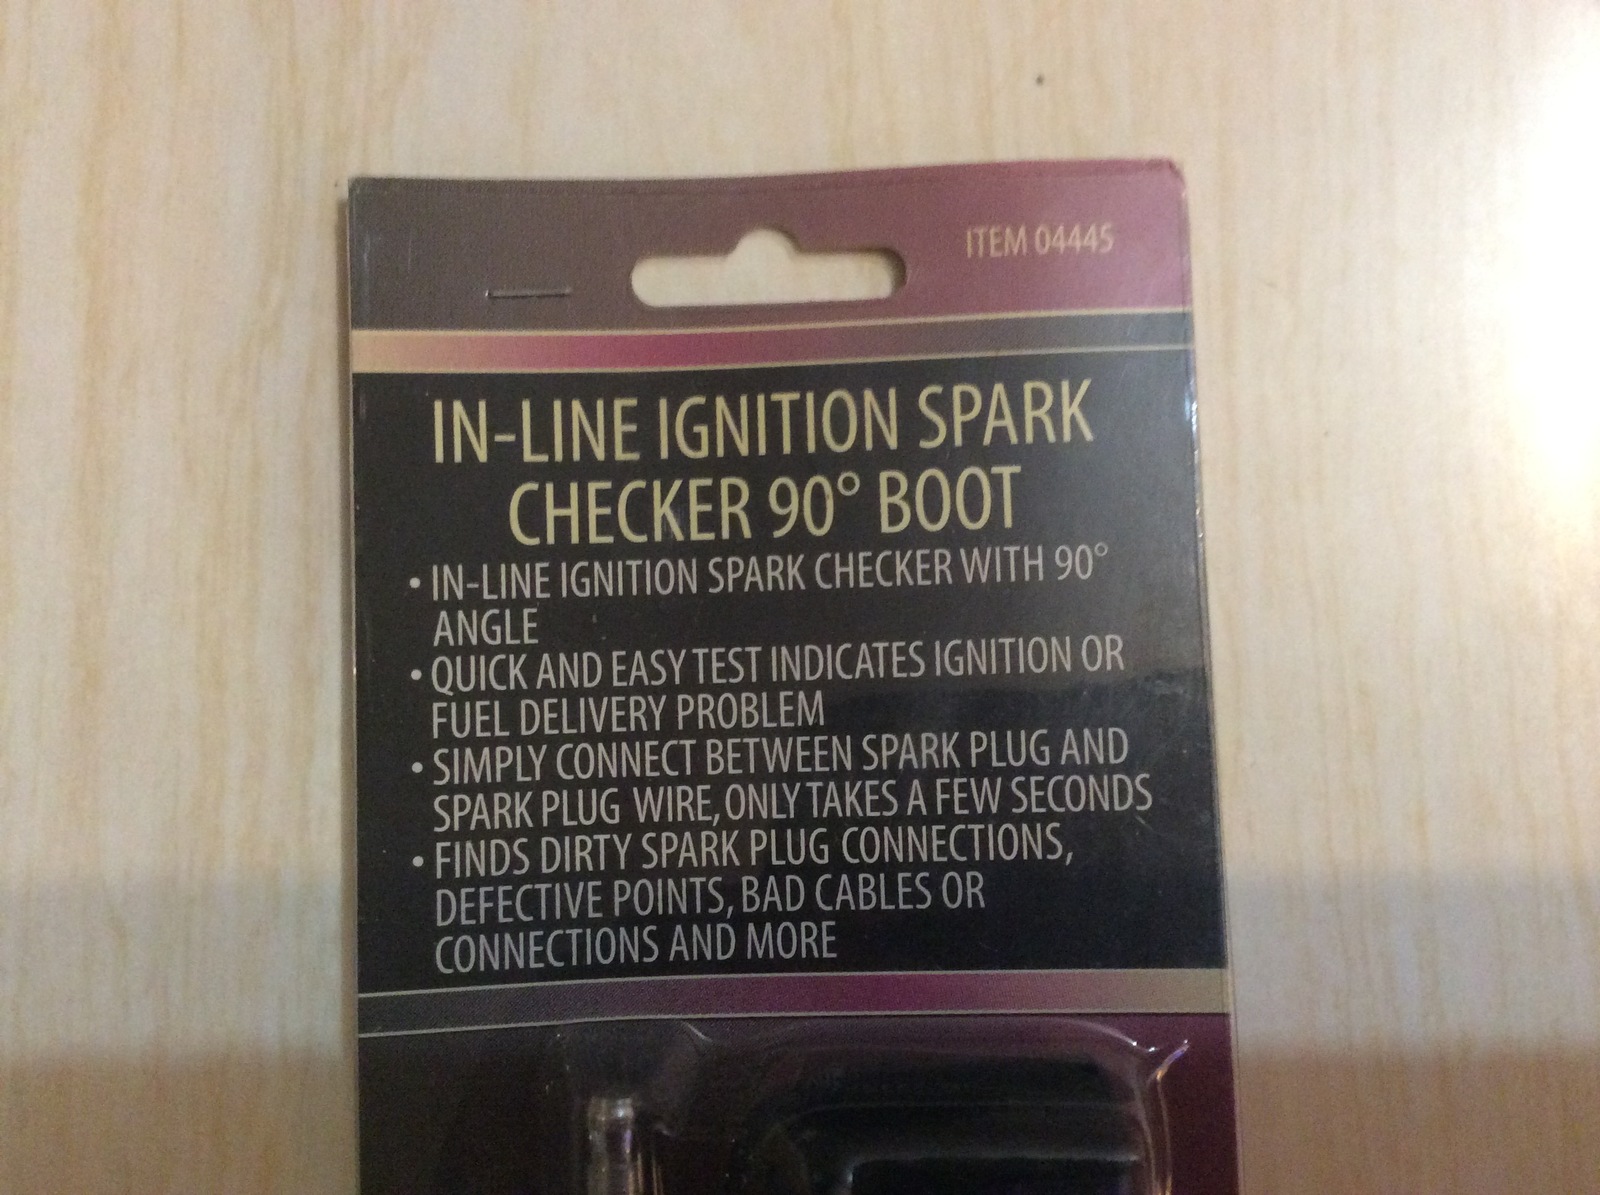 ITEM 04445
IN-LINE IGNITION SPARK
CHECKER 90° BOOT
• IN-LINE IGNITION SPARK CHECKER WITH 90°
ANGLE
• QUICK AND EASY TEST INDICATES IGNITION OR
FUEL DELIVERY PROBLEM
• SIMPLY CONNECT BETWEEN SPARK PLUG AND
SPARK PLUG WIRE, ONLY TAKES A FEW SECONDS
• FINDS DIRTY SPARK PLUG CONNECTIONS,
DEFECTIVE POINTS, BAD CABLES OR
CONNECTIONS AND MORE